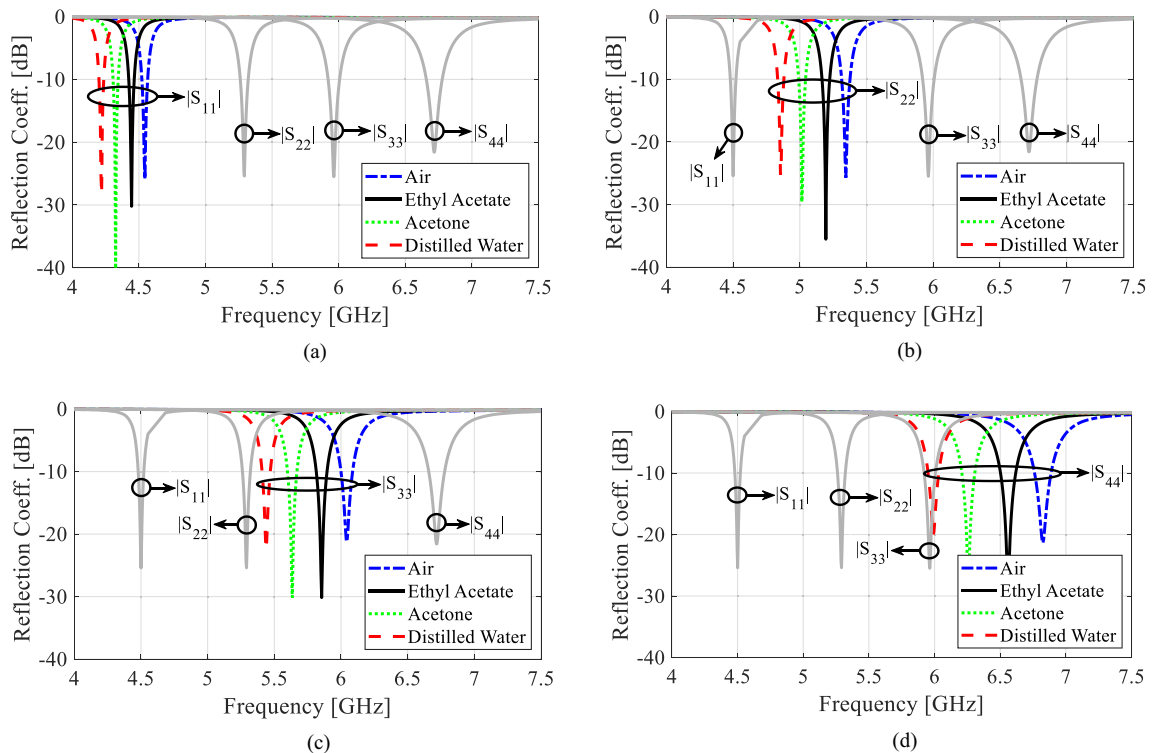 0
-10
-20
-30
-40
Reflection Coeff. [dB]
|S11|
|S22|
|S33|
|S44|
Air
Ethyl Acetate
Acetone
Distilled Water
4 4.5 5 5.5 6 6.5 7 7.5
Frequency [GHz]
(a)
0
-10
-20
-30
-40
Reflection Coeff. [dB]
|S22|
|S11|
|S33|
|S44|
Air
Ethyl Acetate
Acetone
Distilled Water
4 4.5 5 5.5 6 6.5 7 7.5
Frequency [GHz]
(b)
0
-10
-20
-30
-40
Reflection Coeff. [dB]
|S11|
|S33|
|S22|
|S44|
Air
Ethyl Acetate
Acetone
Distilled Water
4 4.5 5 5.5 6 6.5 7 7.5
Frequency [GHz]
(c)
0
-10
-20
-30
-40
Reflection Coeff. [dB]
|S44|
|S11|
|S22|
|S33|
Air
Ethyl Acetate
Acetone
Distilled Water
4 4.5 5 5.5 6 6.5 7 7.5
Frequency [GHz]
(d)